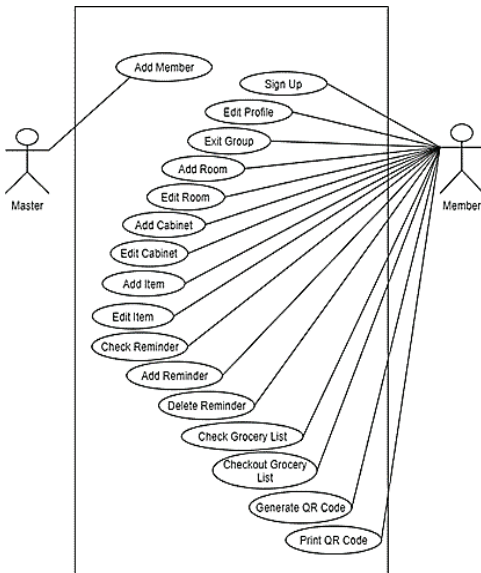 Add Member
Sign Up
Edit Profile
Exit Group
Add Room
Edit Room
Add Cabinet
Edit Cabinet
Add Item
Edit Item
Check Reminder
Add Reminder
Delete Reminder
Check Grocery List
Checkout Grocery
List
Generate QR Code
Print QR Code
Master
Member